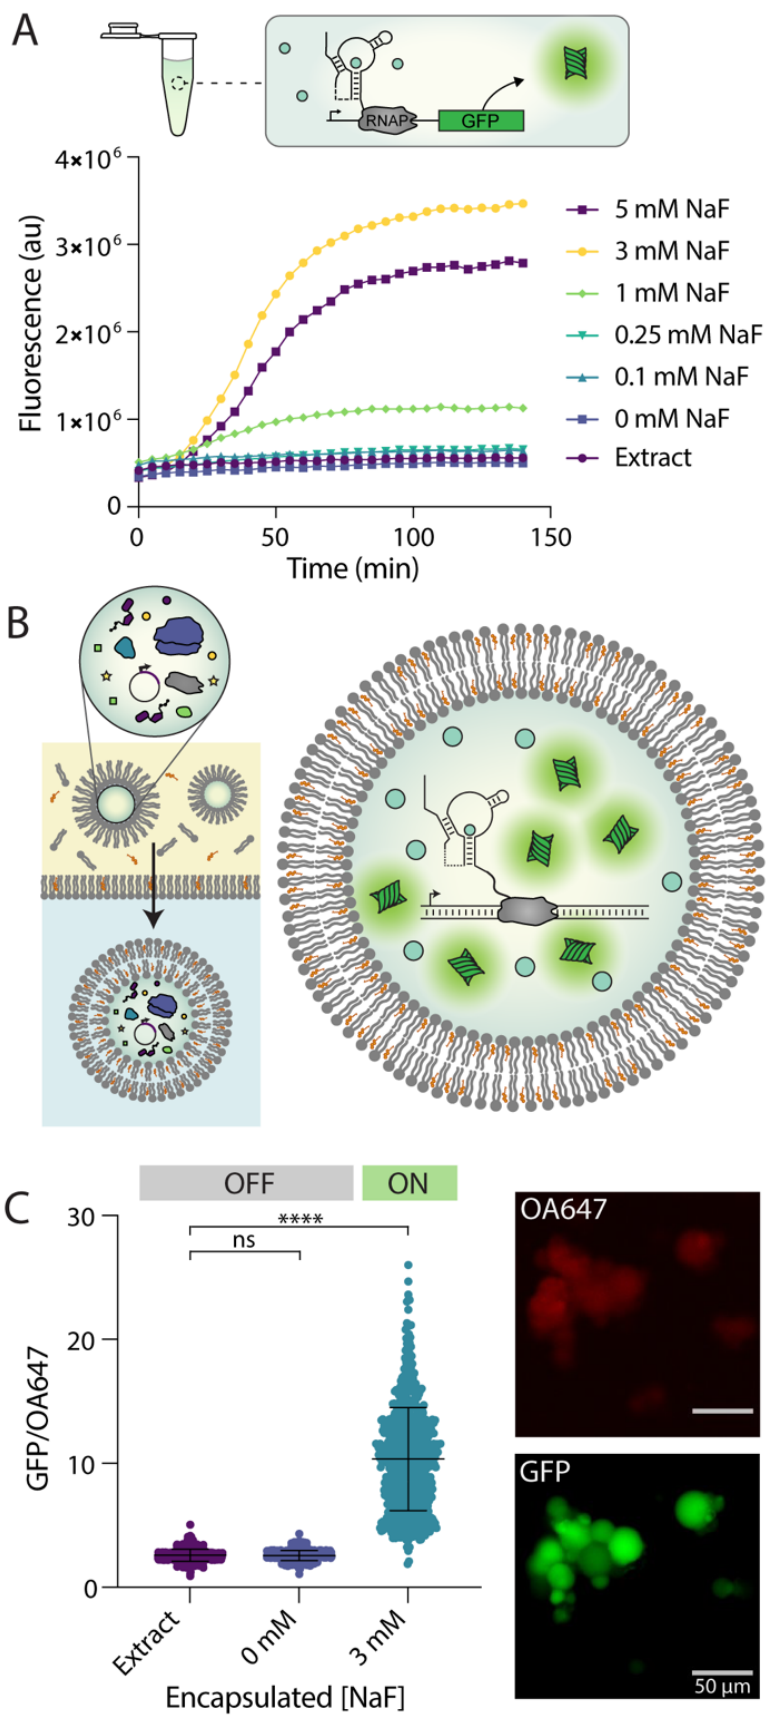 A
RNAP
GFP
4×10⁶
3×10⁶
2×10⁶
1×10⁶
0
Fluorescence (au)
0
50
100
150
Time (min)
5 mM NaF
3 mM NaF
1 mM NaF
0.25 mM NaF
0.1 mM NaF
0 mM NaF
Extract
B
C
OFF
ON
****
ns
30
20
10
0
GFP/OA647
Extract
0 mM
3 mM
Encapsulated [NaF]
OA647
GFP
50 µm